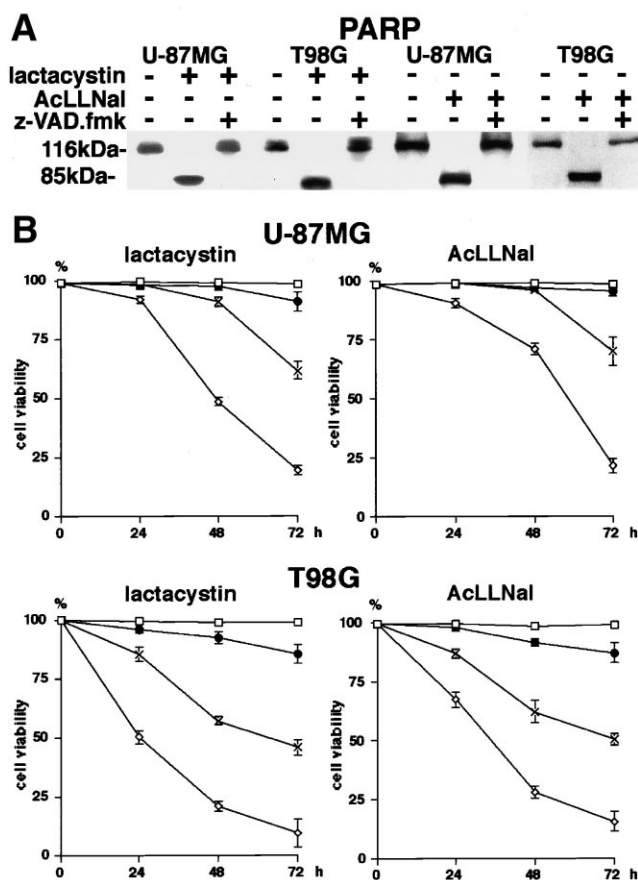 A PARP
U-87MG T98G U-87MG T98G
lactacystin - + + - + + - - - - - -
AcLLNal - - - - - - - + + - + +
z-VAD.fmk - - + - - + - - + - - +
116kDa-
85kDa-
B U-87MG
lactacystin AcLLNal
% %
100 100
75 75
50 50
25 25
0 0
cell viability cell viability
0 24 48 72 h 0 24 48 72 h
T98G
lactacystin AcLLNal
% %
100 100
75 75
50 50
25 25
0 0
cell viability cell viability
0 24 48 72 h 0 24 48 72 h